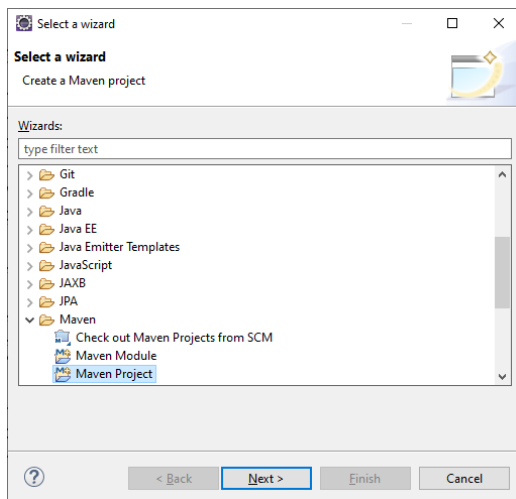 Select a wizard
Select a wizard
Create a Maven project
Wizards:
type filter text
Git
Gradle
Java
Java EE
Java Emitter Templates
JavaScript
JAXB
JPA
Maven
Check out Maven Projects from SCM
Maven Module
Maven Project
? < Back Next > Finish Cancel